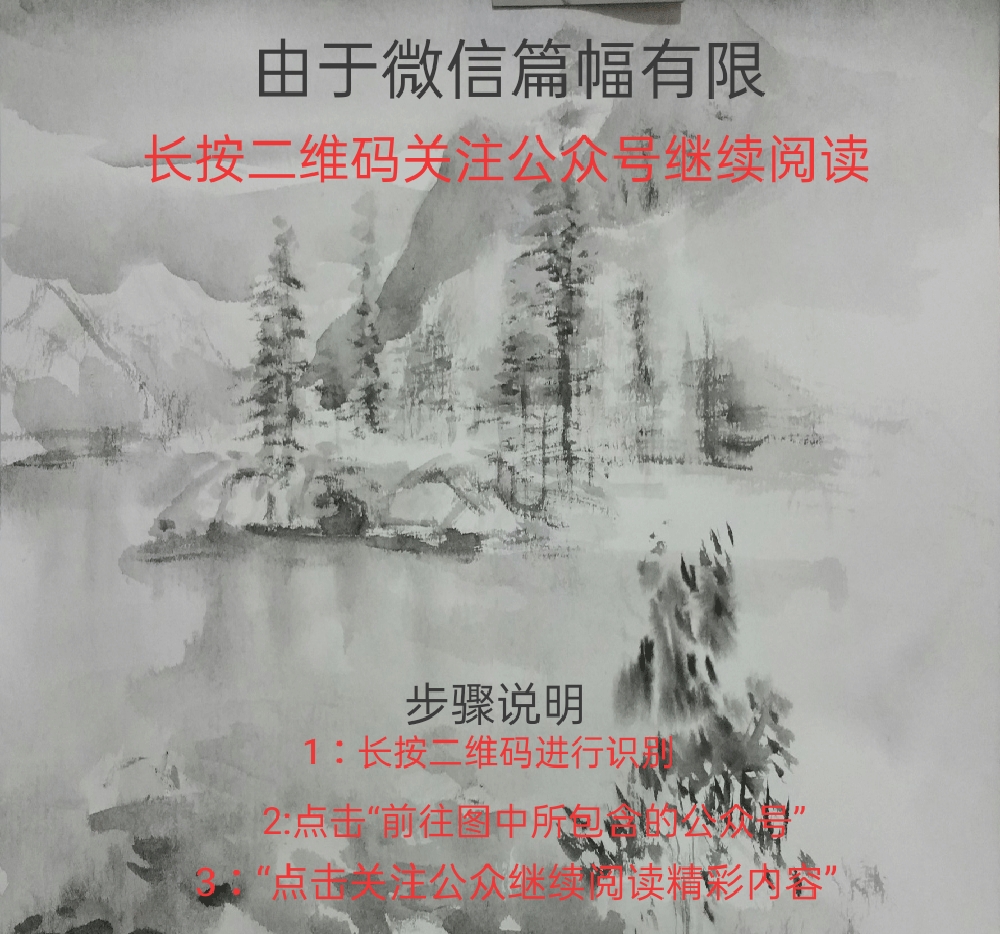 由于微信篇幅有限
长按二维码关注公众号继续阅读
步骤说明
1：长按二维码进行识别
2:点击“前往图中所包含的公众号”
3：“点击关注公众继续阅读精彩内容”